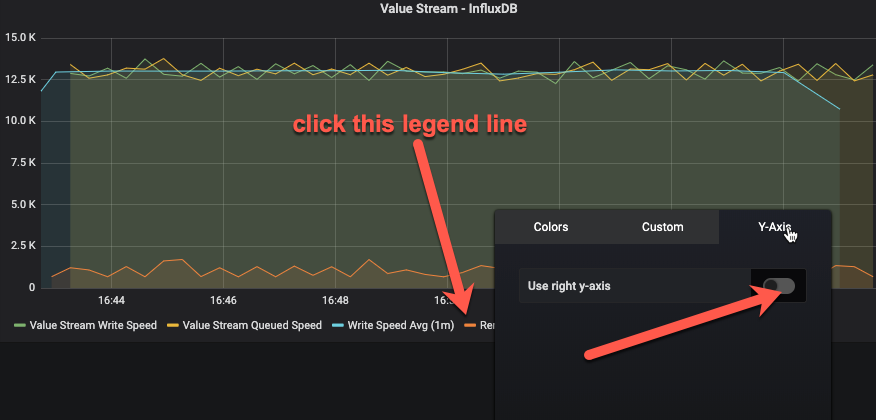 Value Stream - InfluxDB
15.0 K
12.5 K
10.0 K
7.5 K
5.0 K
2.5 K
0
click this legend line
16:44 16:46 16:48
Value Stream Write Speed Value Stream Queued Speed Write Speed Avg (1m)
Colors Custom Y-Axis
Use right y-axis